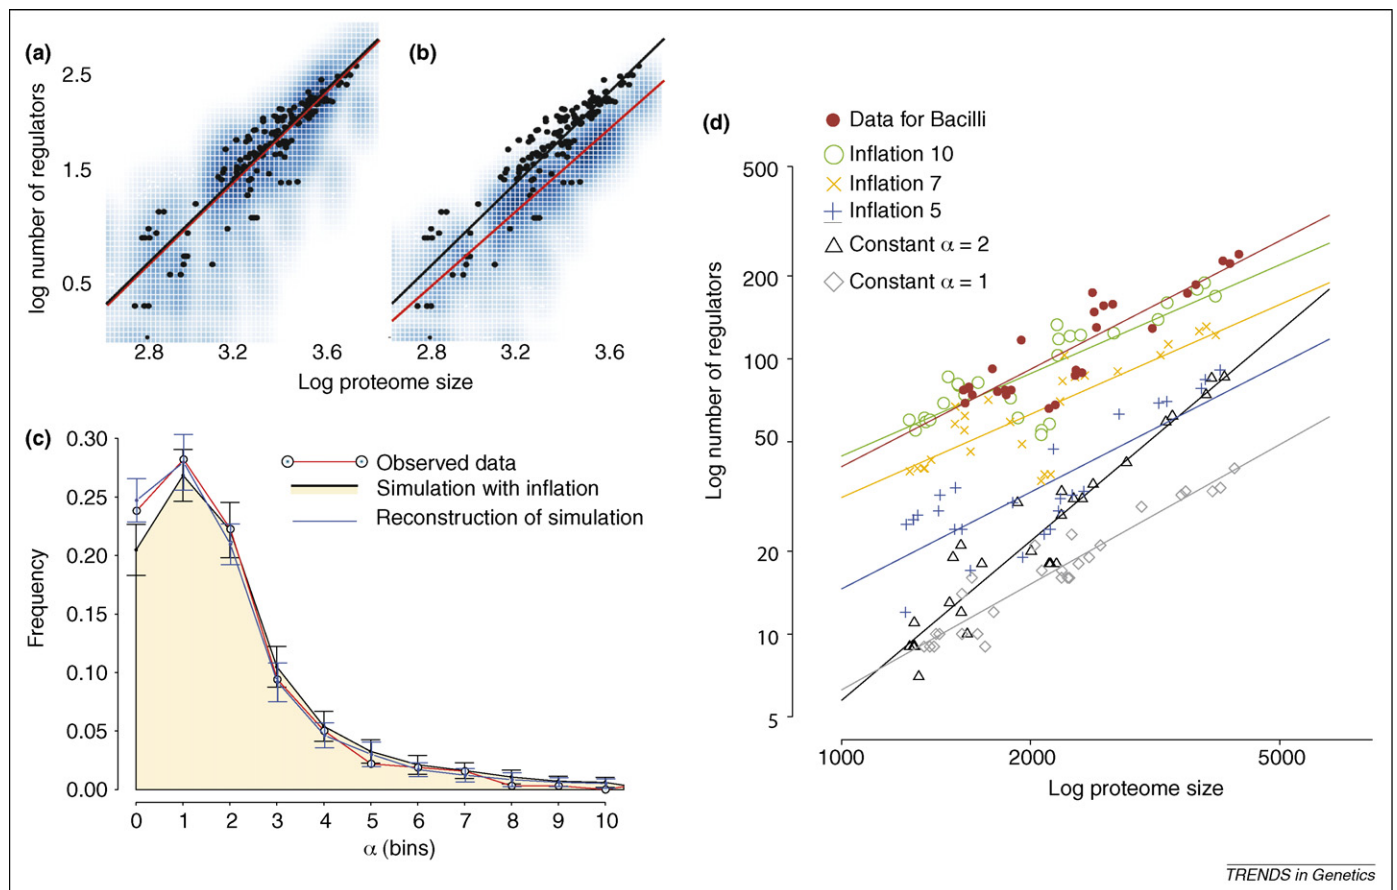 (a)
(b)
log number of regulators
2.5
1.5
0.5
2.8
3.2
3.6
2.8
3.2
3.6
Log proteome size
(c)
0.30
0.25
0.20
0.15
0.10
0.05
0.00
Frequency
Observed data
Simulation with inflation
Reconstruction of simulation
0 1 2 3 4 5 6 7 8 9 10
α (bins)
(d)
Data for Bacilli
Inflation 10
Inflation 7
Inflation 5
Constant α = 2
Constant α = 1
Log number of regulators
500
200
100
50
20
10
5
1000 2000 5000
Log proteome size
TRENDS in Genetics